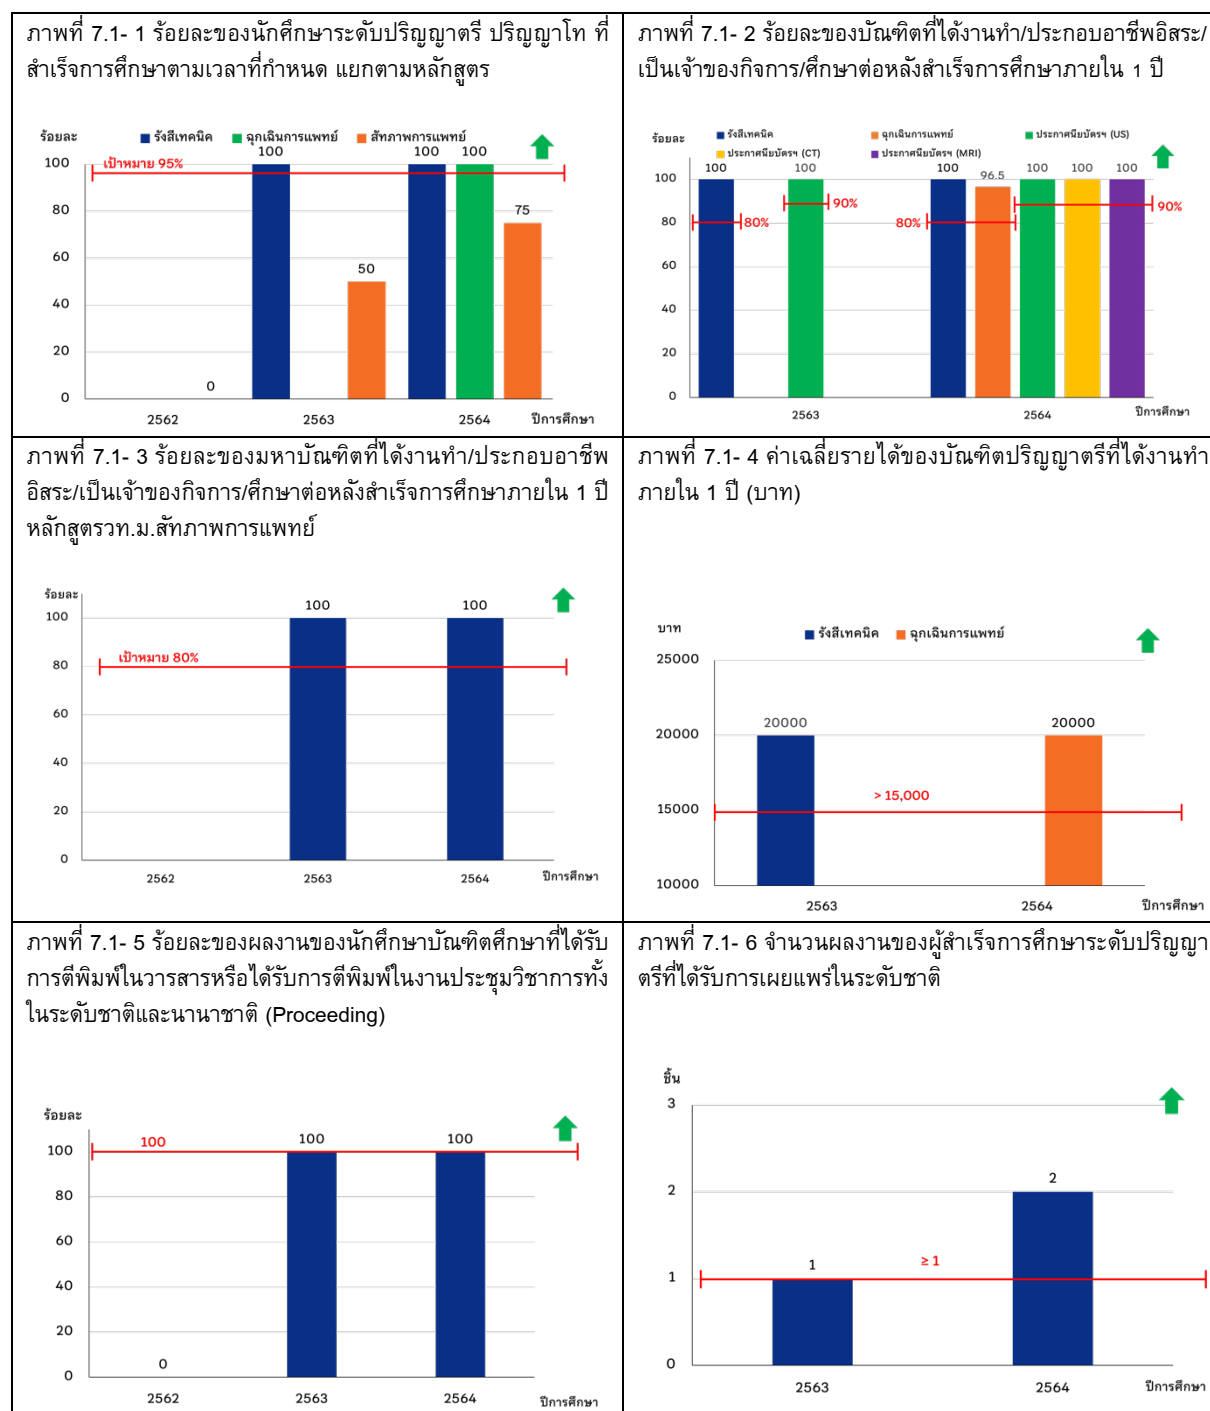 ภาพที่ 7.1- 1 ร้อยละของนักศึกษาระดับปริญญาตรี ปริญญาโท ที่
สำเร็จการศึกษาตามเวลาที่กำหนด แยกตามหลักสูตร
ร้อยละ
รังสีเทคนิค ฉุกเฉินการแพทย์ สัทภาพการแพทย์
100 100 100
100
เป้าหมาย 95%
80
75
60
50
40
20
0
0
2562 2563 2564 ปีการศึกษา
ภาพที่ 7.1- 2 ร้อยละของบัณฑิตที่ได้งานทำ/ประกอบอาชีพอิสระ/
เป็นเจ้าของกิจการ/ศึกษาต่อหลังสำเร็จการศึกษาภายใน 1 ปี
ร้อยละ
รังสีเทคนิค ฉุกเฉินการแพทย์ ประกาศนียบัตรฯ (US)
ประกาศนียบัตรฯ (CT) ประกาศนียบัตรฯ (MRI)
100 100 100 96.5 100 100 100
100
90% 90%
80 80% 80%
60
40
20
0
2563 2564 ปีการศึกษา
ภาพที่ 7.1- 3 ร้อยละของมหาบัณฑิตที่ได้งานทำ/ประกอบอาชีพ
อิสระ/เป็นเจ้าของกิจการ/ศึกษาต่อหลังสำเร็จการศึกษาภายใน 1 ปี
หลักสูตรวท.ม.สัทภาพการแพทย์
ร้อยละ
100 100
100
เป้าหมาย 80%
80
60
40
20
0
2562 2563 2564 ปีการศึกษา
ภาพที่ 7.1- 4 ค่าเฉลี่ยรายได้ของบัณฑิตปริญญาตรีที่ได้งานทำ
ภายใน 1 ปี (บาท)
บาท
รังสีเทคนิค ฉุกเฉินการแพทย์
25000
20000 20000
20000
> 15,000
15000
10000
2563 2564 ปีการศึกษา
ภาพที่ 7.1- 5 ร้อยละของผลงานของนักศึกษาบัณฑิตศึกษาที่ได้รับ
การตีพิมพ์ในวารสารหรือได้รับการตีพิมพ์ในงานประชุมวิชาการทั้ง
ในระดับชาติและนานาชาติ (Proceeding)
ร้อยละ
100 100 100
100
80
60
40
20
0
0
2562 2563 2564 ปีการศึกษา
ภาพที่ 7.1- 6 จำนวนผลงานของผู้สำเร็จการศึกษาระดับปริญญา
ตรีที่ได้รับการเผยแพร่ในระดับชาติ
ชิ้น
3
2
2
1 ≥ 1
1
0
2563 2564 ปีการศึกษา